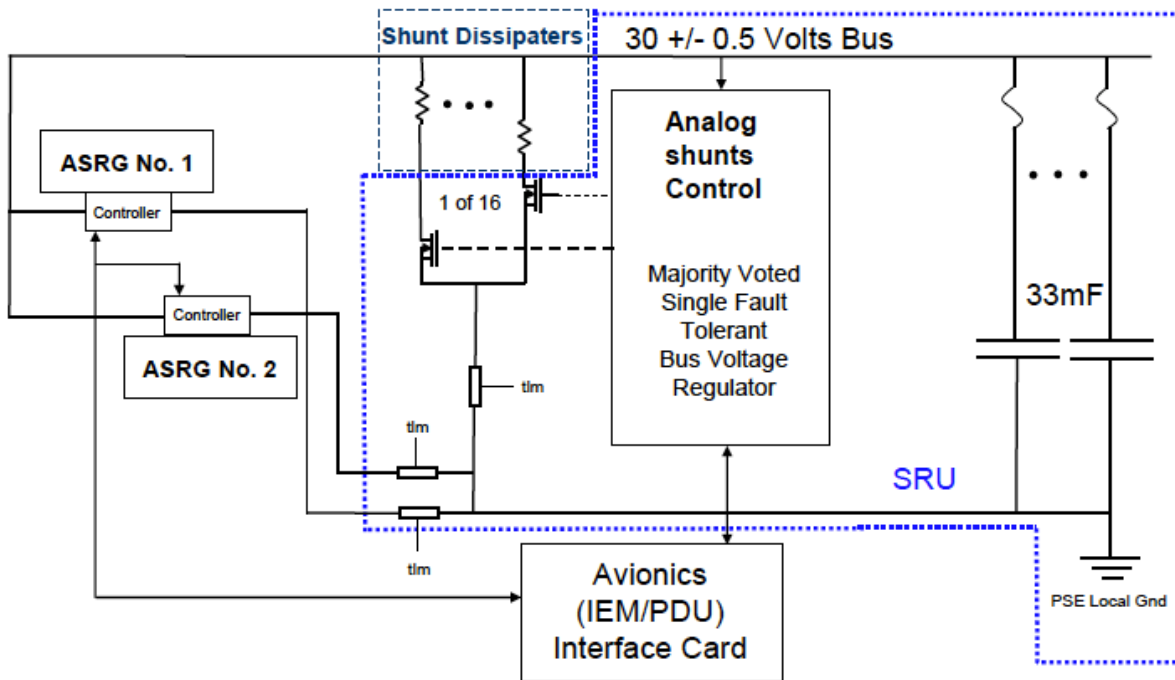 Shunt Dissipaters
30 +/- 0.5 Volts Bus
ASRG No. 1
Controller
Controller
ASRG No. 2
1 of 16
Analog
shunts
Control
Majority Voted
Single Fault
Tolerant
Bus Voltage
Regulator
33mF
tlm
tlm
tlm
SRU
Avionics
(IEM/PDU)
Interface Card
PSE Local Gnd